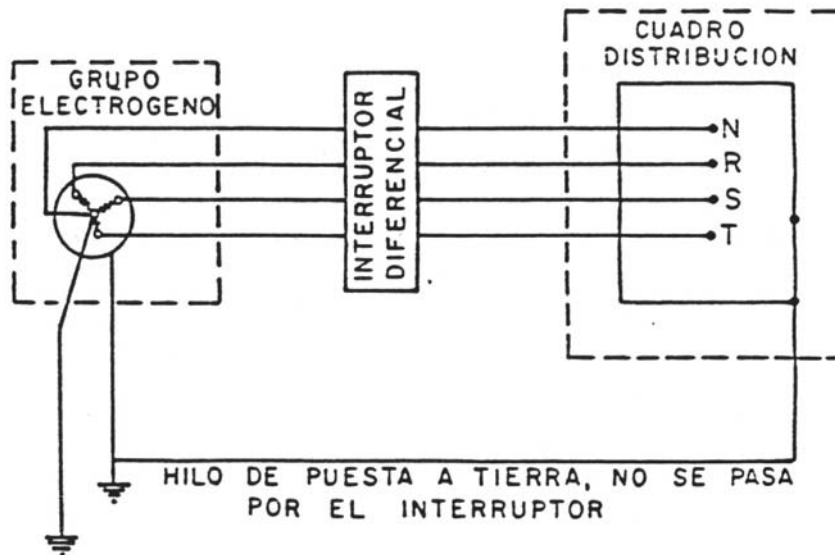 CUADRO
DISTRIBUCION
GRUPO
ELECTROGENO
INTERRUPTOR
DIFERENCIAL
N
R
S
T
HILO DE PUESTA A TIERRA, NO SE PASA
POR EL INTERRUPTOR